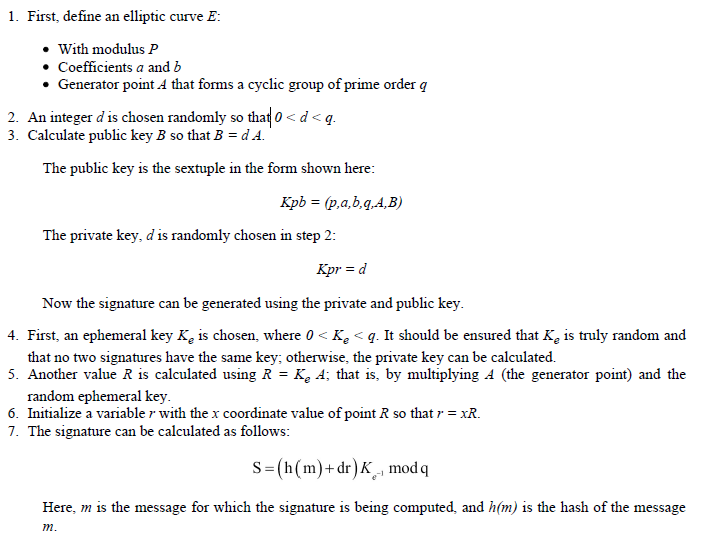 1. First, define an elliptic curve E:
• With modulus P
• Coefficients a and b
• Generator point A that forms a cyclic group of prime order q
2. An integer d is chosen randomly so that 0 < d < q.
3. Calculate public key B so that B = d A.
The public key is the sextuple in the form shown here:
Kpb = (p,a,b,q,A,B)
The private key, d is randomly chosen in step 2:
Kpr = d
Now the signature can be generated using the private and public key.
4. First, an ephemeral key Kₑ is chosen, where 0 < Kₑ < q. It should be ensured that Kₑ is truly random and
that no two signatures have the same key; otherwise, the private key can be calculated.
5. Another value R is calculated using R = Kₑ A; that is, by multiplying A (the generator point) and the
random ephemeral key.
6. Initialize a variable r with the x coordinate value of point R so that r = xR.
7. The signature can be calculated as follows:
S=(h(m)+dr)Kₑ₋₁ mod q
Here, m is the message for which the signature is being computed, and h(m) is the hash of the message
m.